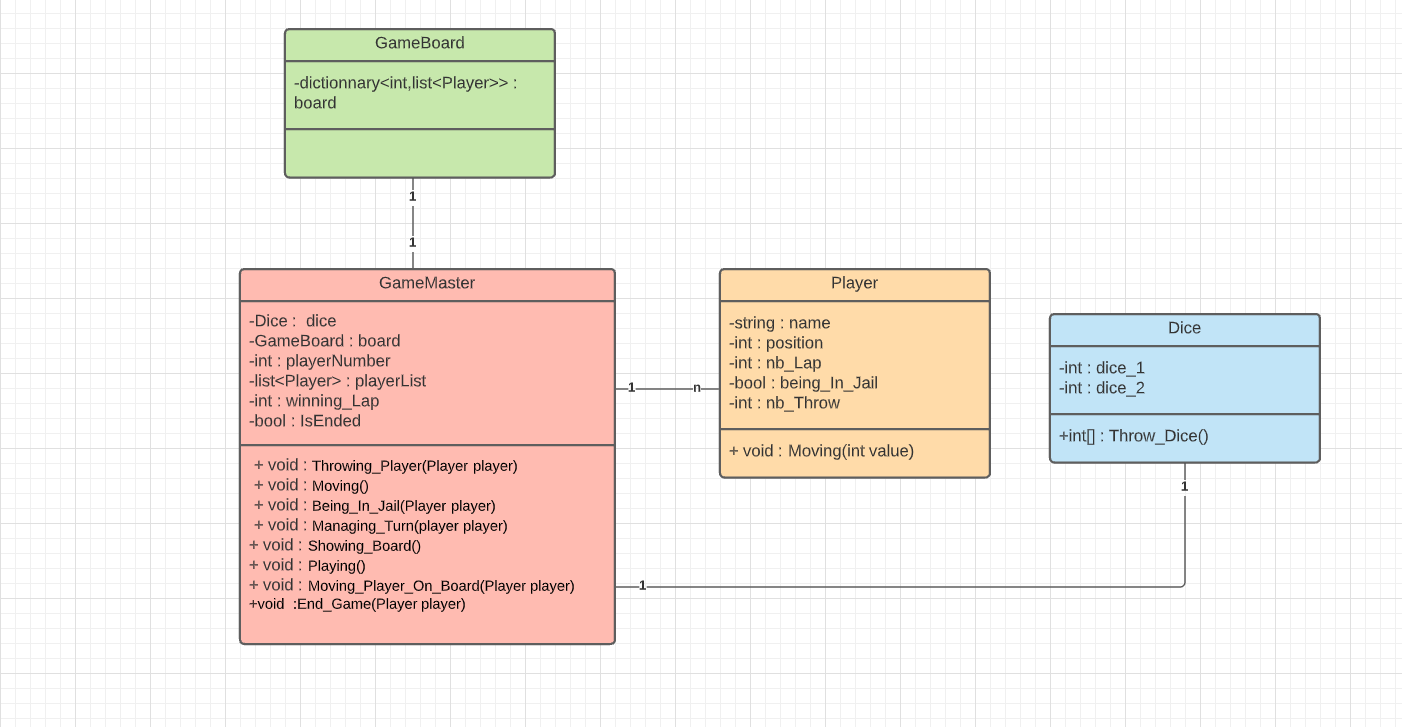 GameBoard
-dictionnary<int,list<Player>> :
board
1
1
GameMaster
-Dice :  dice
-GameBoard : board
-int : playerNumber
-list<Player> : playerList
-int : winning_Lap
-bool : IsEnded
+ void : Throwing_Player(Player player)
+ void : Moving()
+ void : Being_In_Jail(Player player)
+ void : Managing_Turn(player player)
+ void : Showing_Board()
+ void : Playing()
+ void : Moving_Player_On_Board(Player player)
+void  :End_Game(Player player)
1
n
Player
-string : name
-int : position
-int : nb_Lap
-bool : being_In_Jail
-int : nb_Throw
+ void : Moving(int value)
Dice
-int : dice_1
-int : dice_2
+int[] : Throw_Dice()
1
1